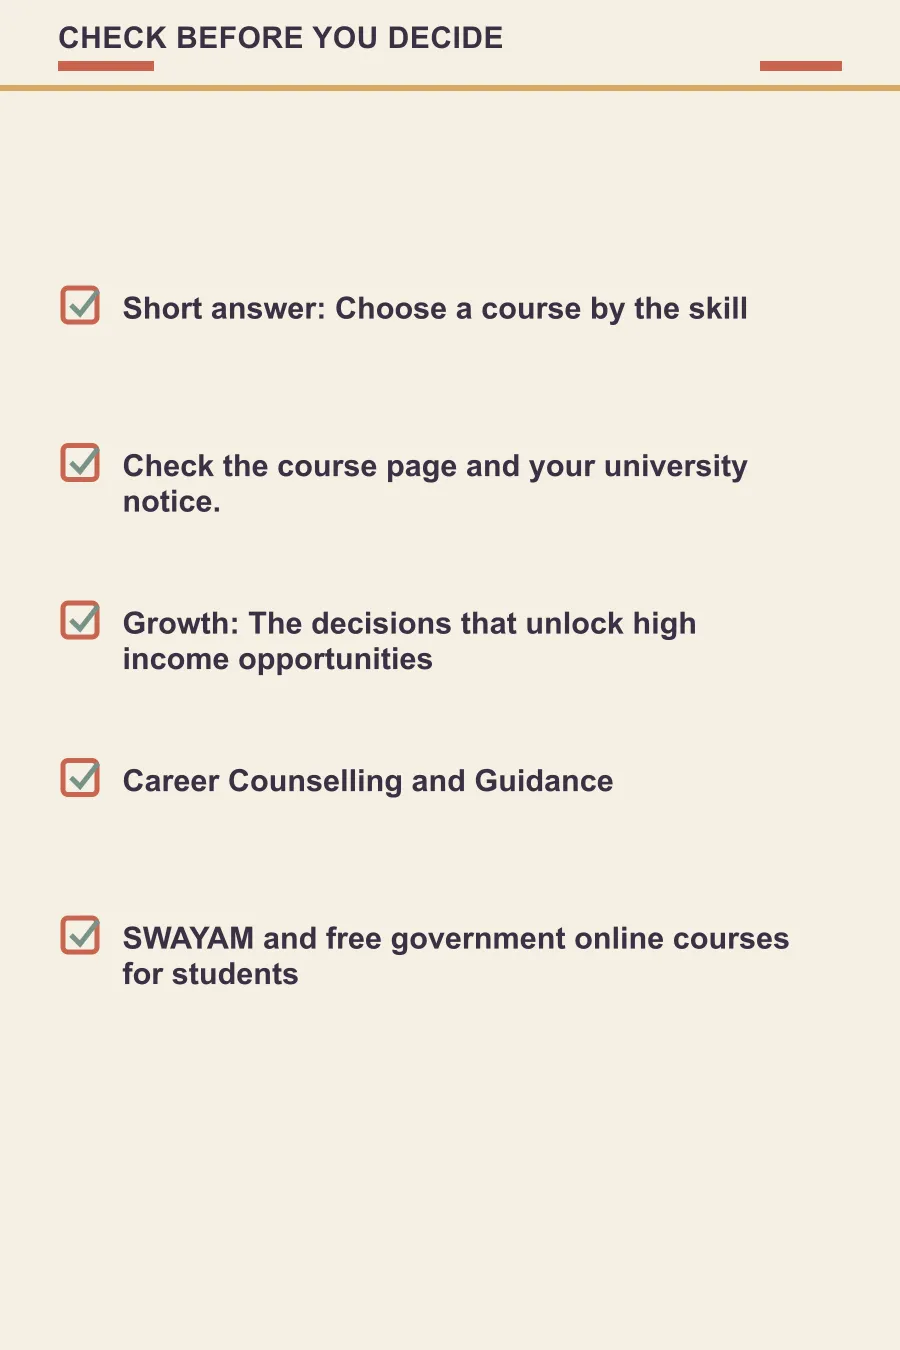 CHECK BEFORE YOU DECIDE
Short answer: Choose a course by the skill
Check the course page and your university
notice.
Growth: The decisions that unlock high
income opportunities
Career Counselling and Guidance
SWAYAM and free government online courses
for students